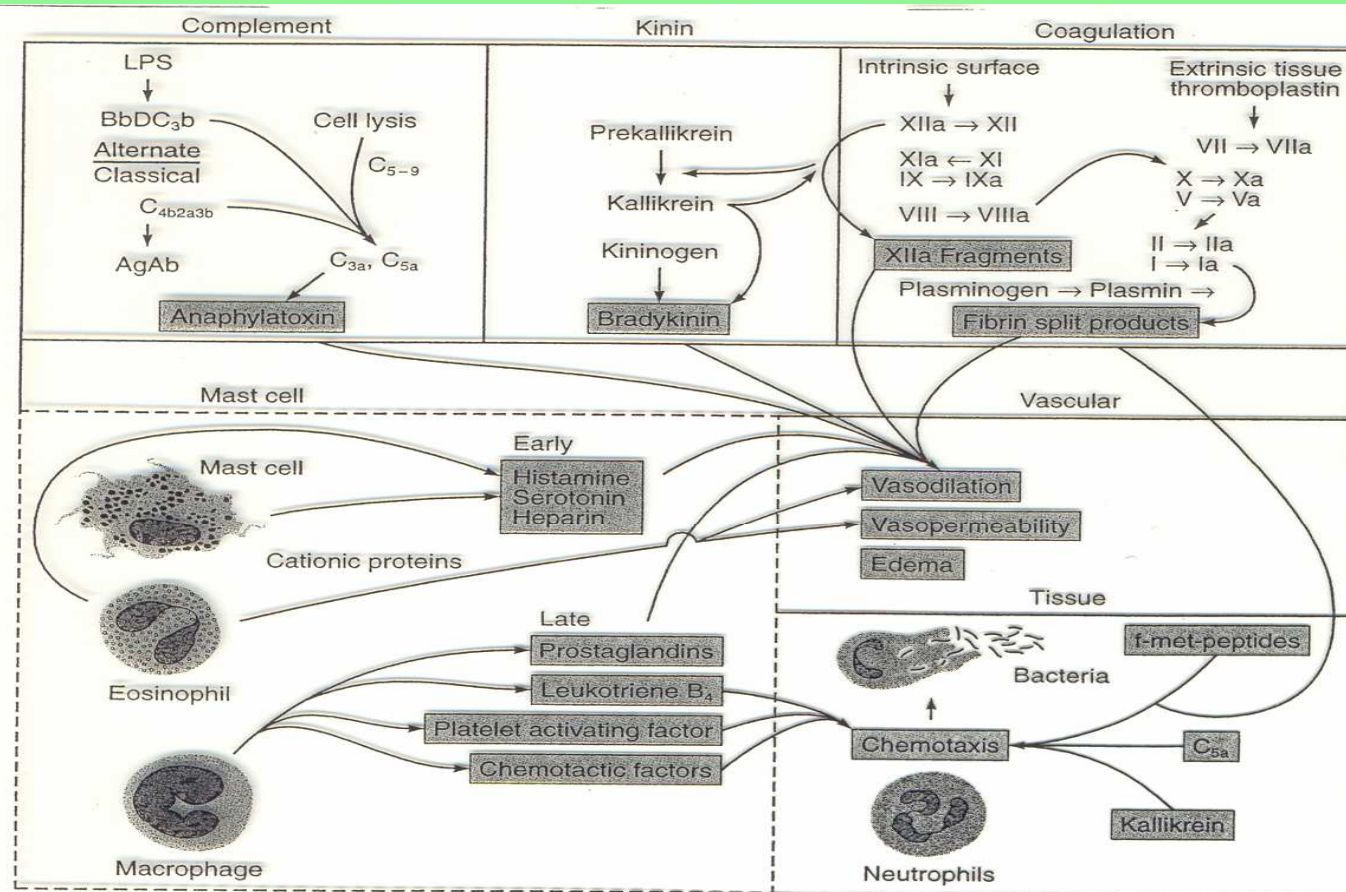 Complement
Kinin
Coagulation
LPS
BbDC₃b
Alternate
Classical
C₄b2a3b
AgAb
Cell lysis
C₅₋₉
C₃a, C₅a
Anaphylatoxin
Prekallikrein
Kallikrein
Kininogen
Bradykinin
Intrinsic surface
XIIa → XII
XIa ← XI
IX → IXa
VIII → VIIIa
XIIa Fragments
Extrinsic tissue
thromboplastin
VII → VIIa
X → Xa
V → Va
II → IIa
I → Ia
Plasminogen → Plasmin →
Fibrin split products
Mast cell
Vascular
Mast cell
Early
Histamine
Serotonin
Heparin
Cationic proteins
Eosinophil
Late
Prostaglandins
Leukotriene B₄
Platelet activating factor
Chemotactic factors
Macrophage
Vasodilation
Vasopermeability
Edema
Tissue
Bacteria
f-met-peptides
Chemotaxis
C₅a
Kallikrein
Neutrophils